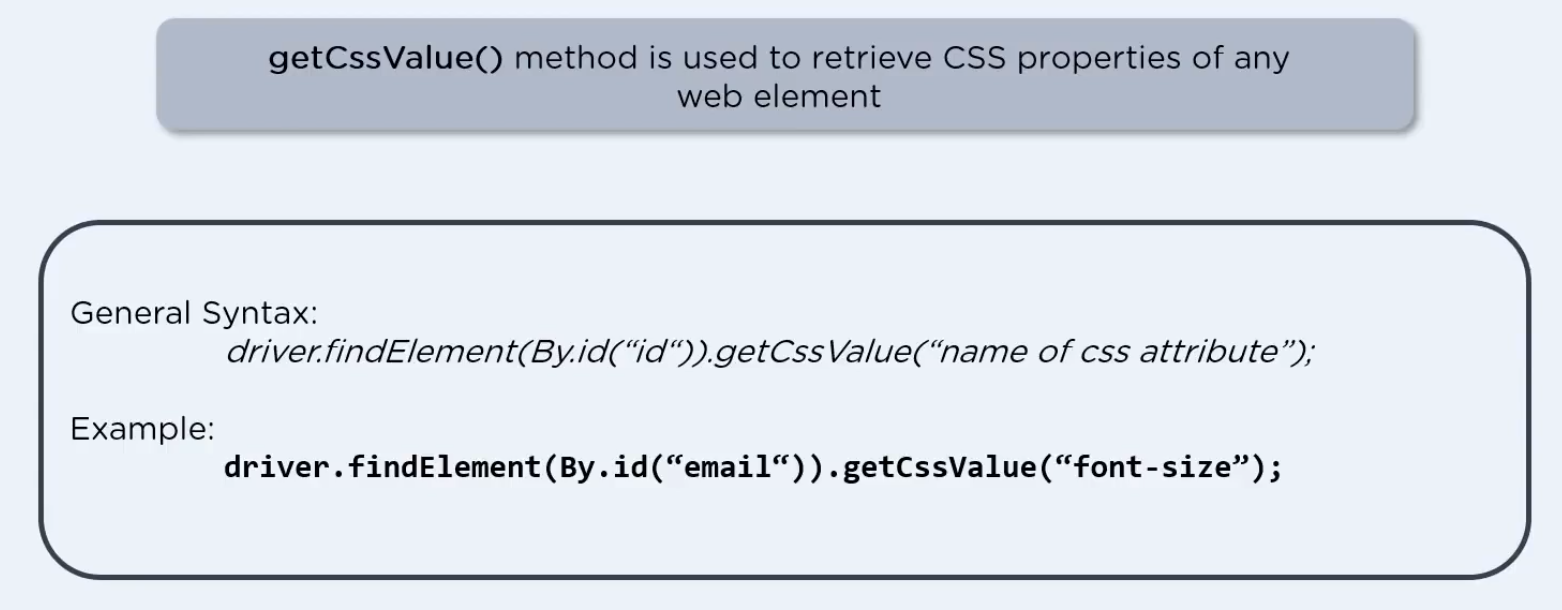 getCssValue() method is used to retrieve CSS properties of any
web element
General Syntax:
driver.findElement(By.id(“id“)).getCssValue(“name of css attribute”);
Example:
driver.findElement(By.id(“email“)).getCssValue(“font-size”);